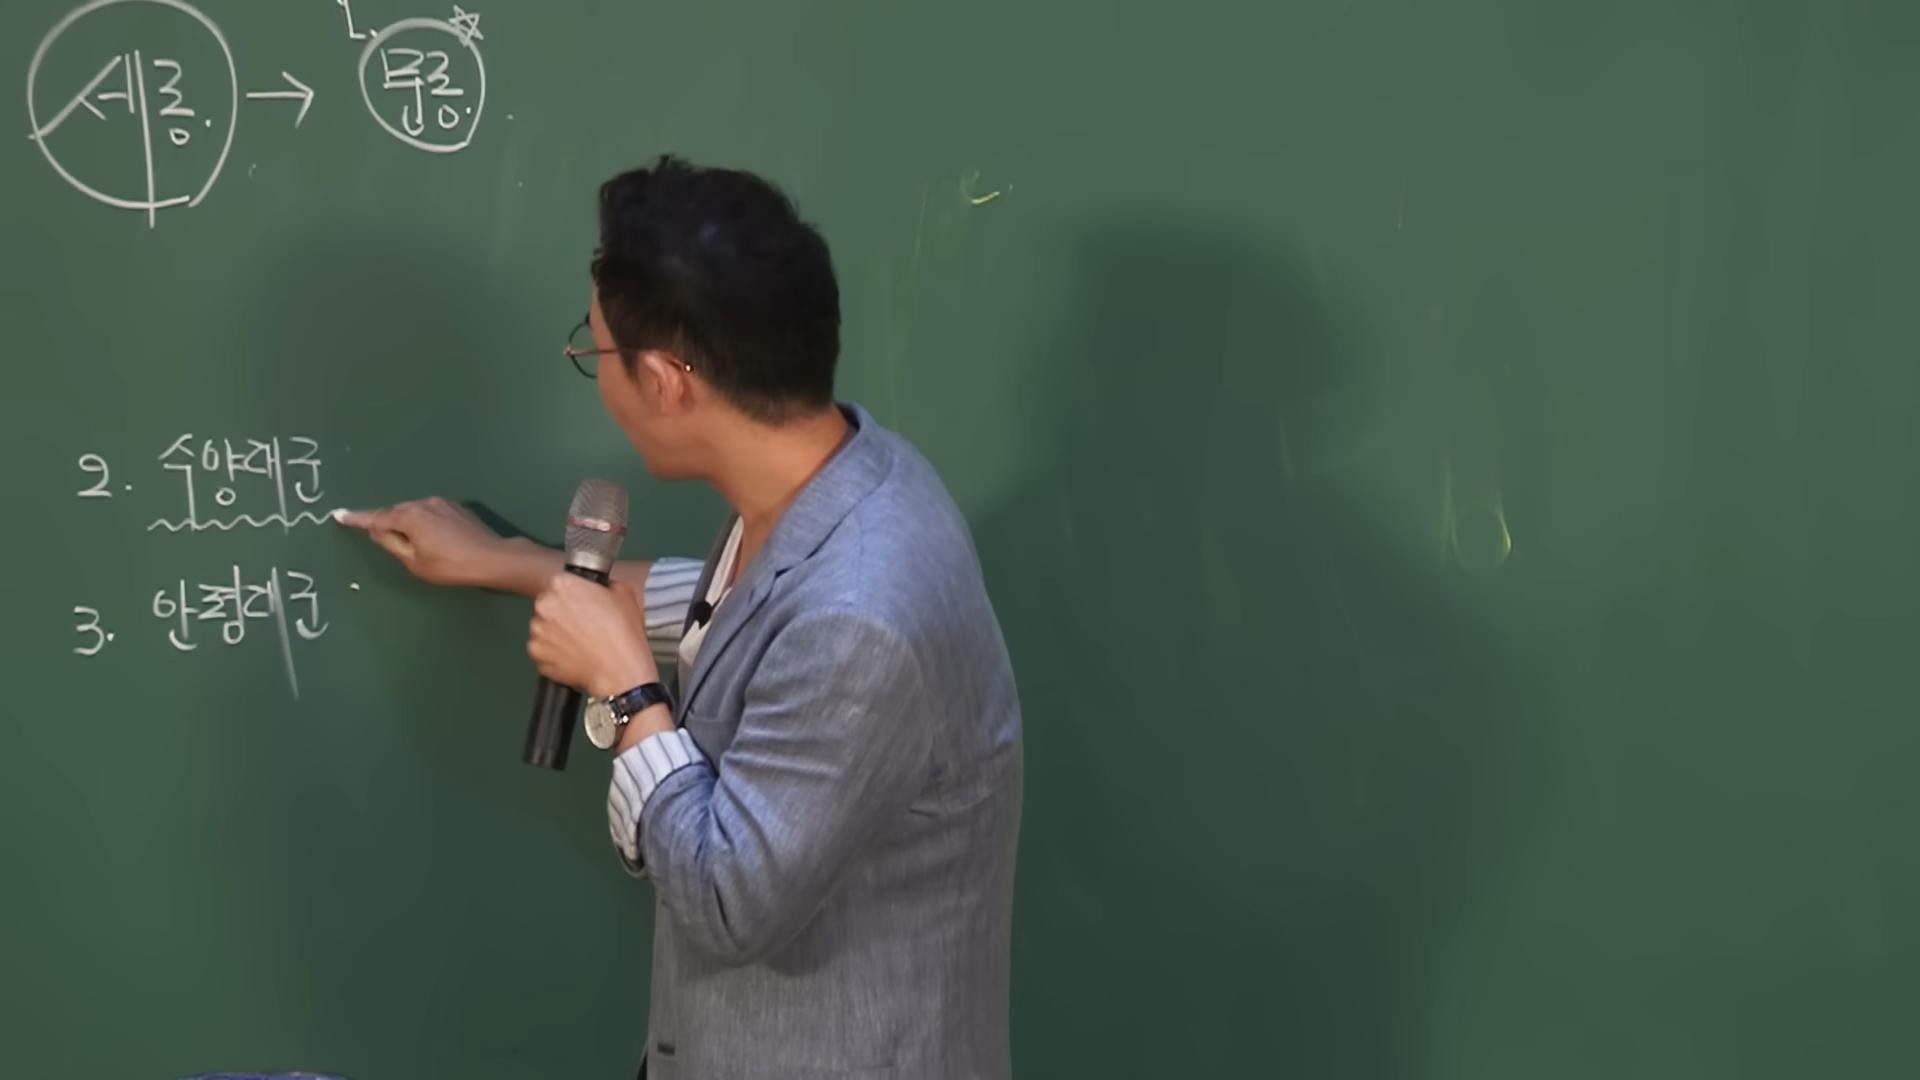 세종 → 문종
2. 수양대군
3. 안평대군